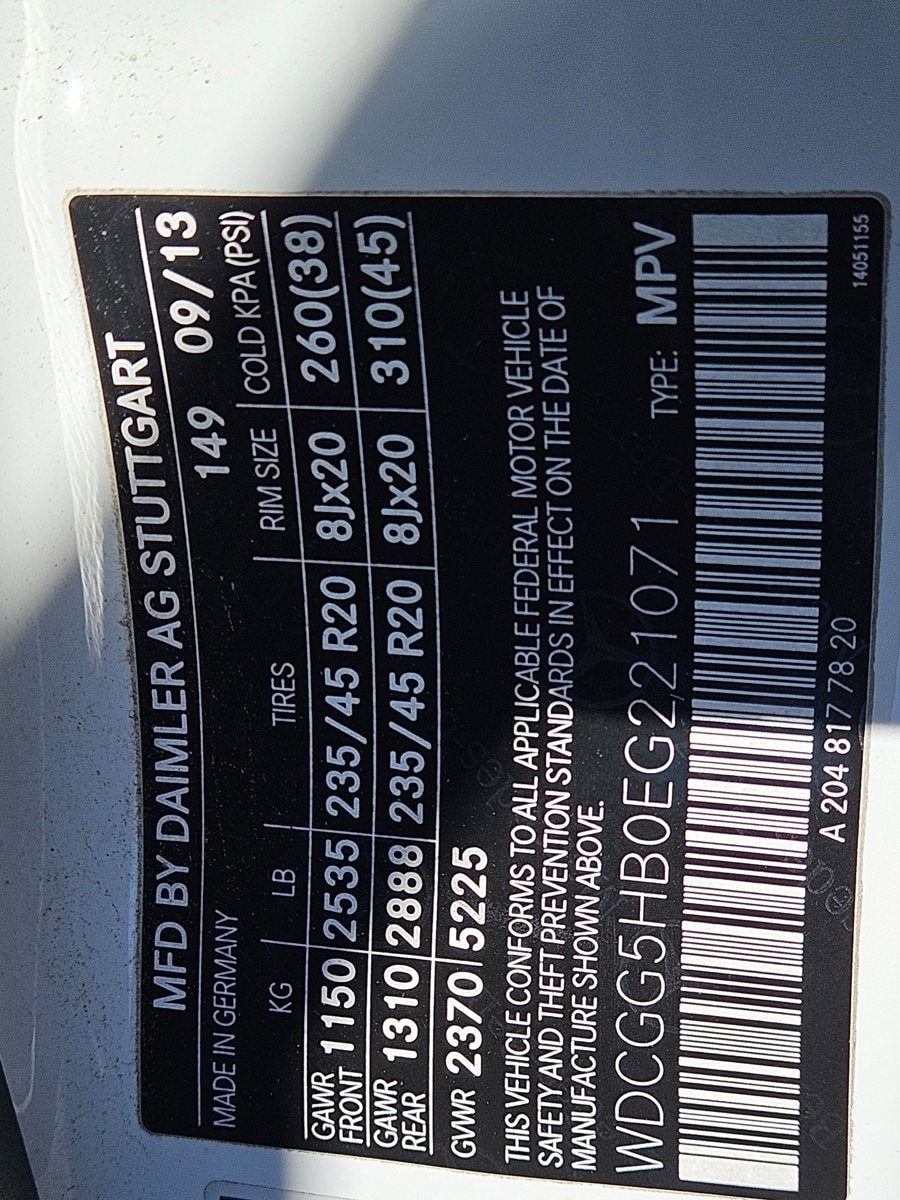 MFD BY DAIMLER AG STUTTGART
MADE IN GERMANY 149 09/13
KG LB TIRES RIM SIZE COLD KPA (PSI)
GAWR FRONT 1150 2535 235/45 R20 8Jx20 260(38)
GAWR REAR 1310 2888 235/45 R20 8Jx20 310(45)
GWR 2370 5225
THIS VEHICLE CONFORMS TO ALL APPLICABLE FEDERAL MOTOR VEHICLE
SAFETY AND THEFT PREVENTION STANDARDS IN EFFECT ON THE DATE OF
MANUFACTURE SHOWN ABOVE.
WDCGG5HB0EG221071 TYPE: MPV
A 204 817 78 20 14051155